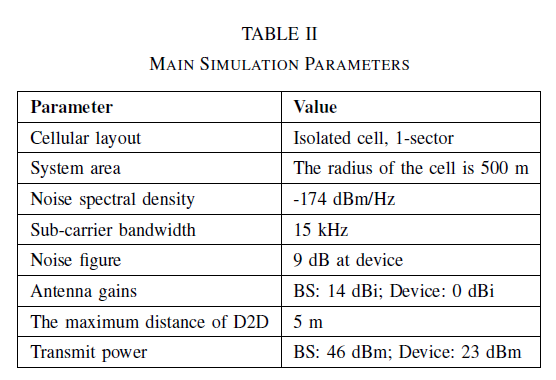 TABLE II
MAIN SIMULATION PARAMETERS
Parameter Value
Cellular layout Isolated cell, 1-sector
System area The radius of the cell is 500 m
Noise spectral density -174 dBm/Hz
Sub-carrier bandwidth 15 kHz
Noise figure 9 dB at device
Antenna gains BS: 14 dBi; Device: 0 dBi
The maximum distance of D2D 5 m
Transmit power BS: 46 dBm; Device: 23 dBm